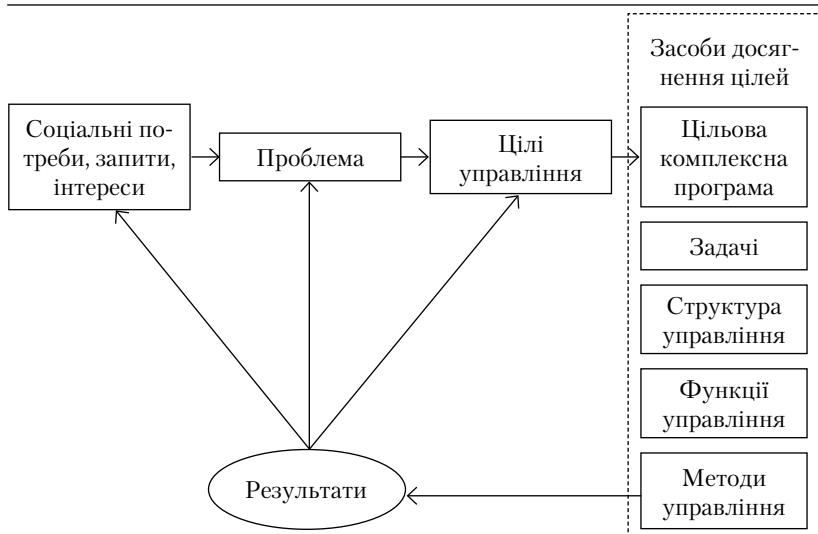 Засоби досяг-
нення цілей
Соціальні по-
треби, запити,
інтереси
Проблема
Цілі
управління
Цільова
комплексна
програма
Задачі
Структура
управління
Функції
управління
Методи
управління
Результати